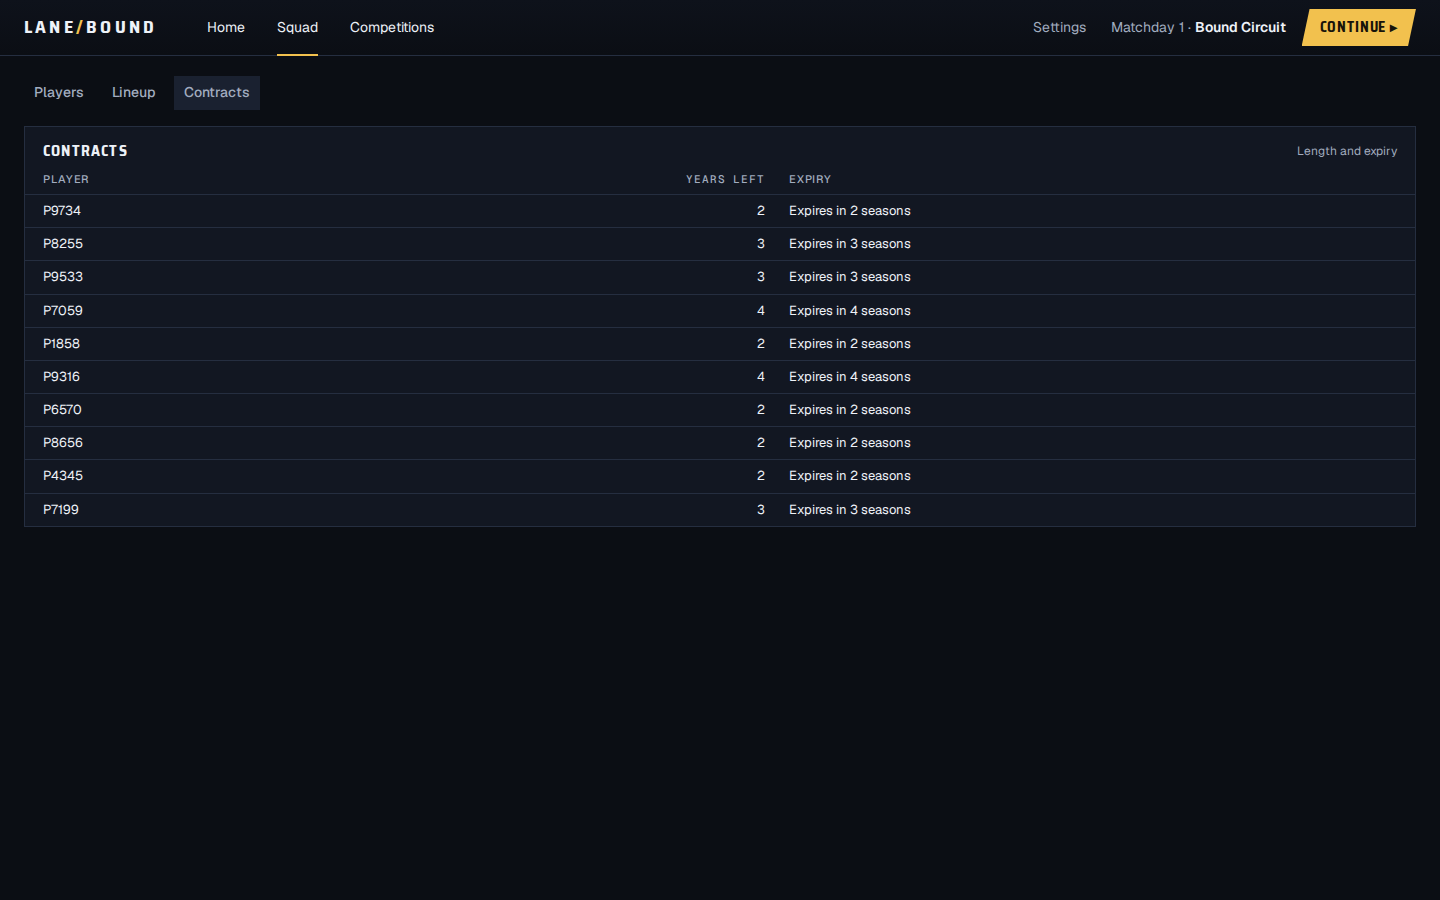 LANE/BOUND Home Squad Competitions Settings Matchday 1 · Bound Circuit CONTINUE ▸
Players Lineup Contracts
CONTRACTS Length and expiry
PLAYER YEARS LEFT EXPIRY
P9734 2 Expires in 2 seasons
P8255 3 Expires in 3 seasons
P9533 3 Expires in 3 seasons
P7059 4 Expires in 4 seasons
P1858 2 Expires in 2 seasons
P9316 4 Expires in 4 seasons
P6570 2 Expires in 2 seasons
P8656 2 Expires in 2 seasons
P4345 2 Expires in 2 seasons
P7199 3 Expires in 3 seasons